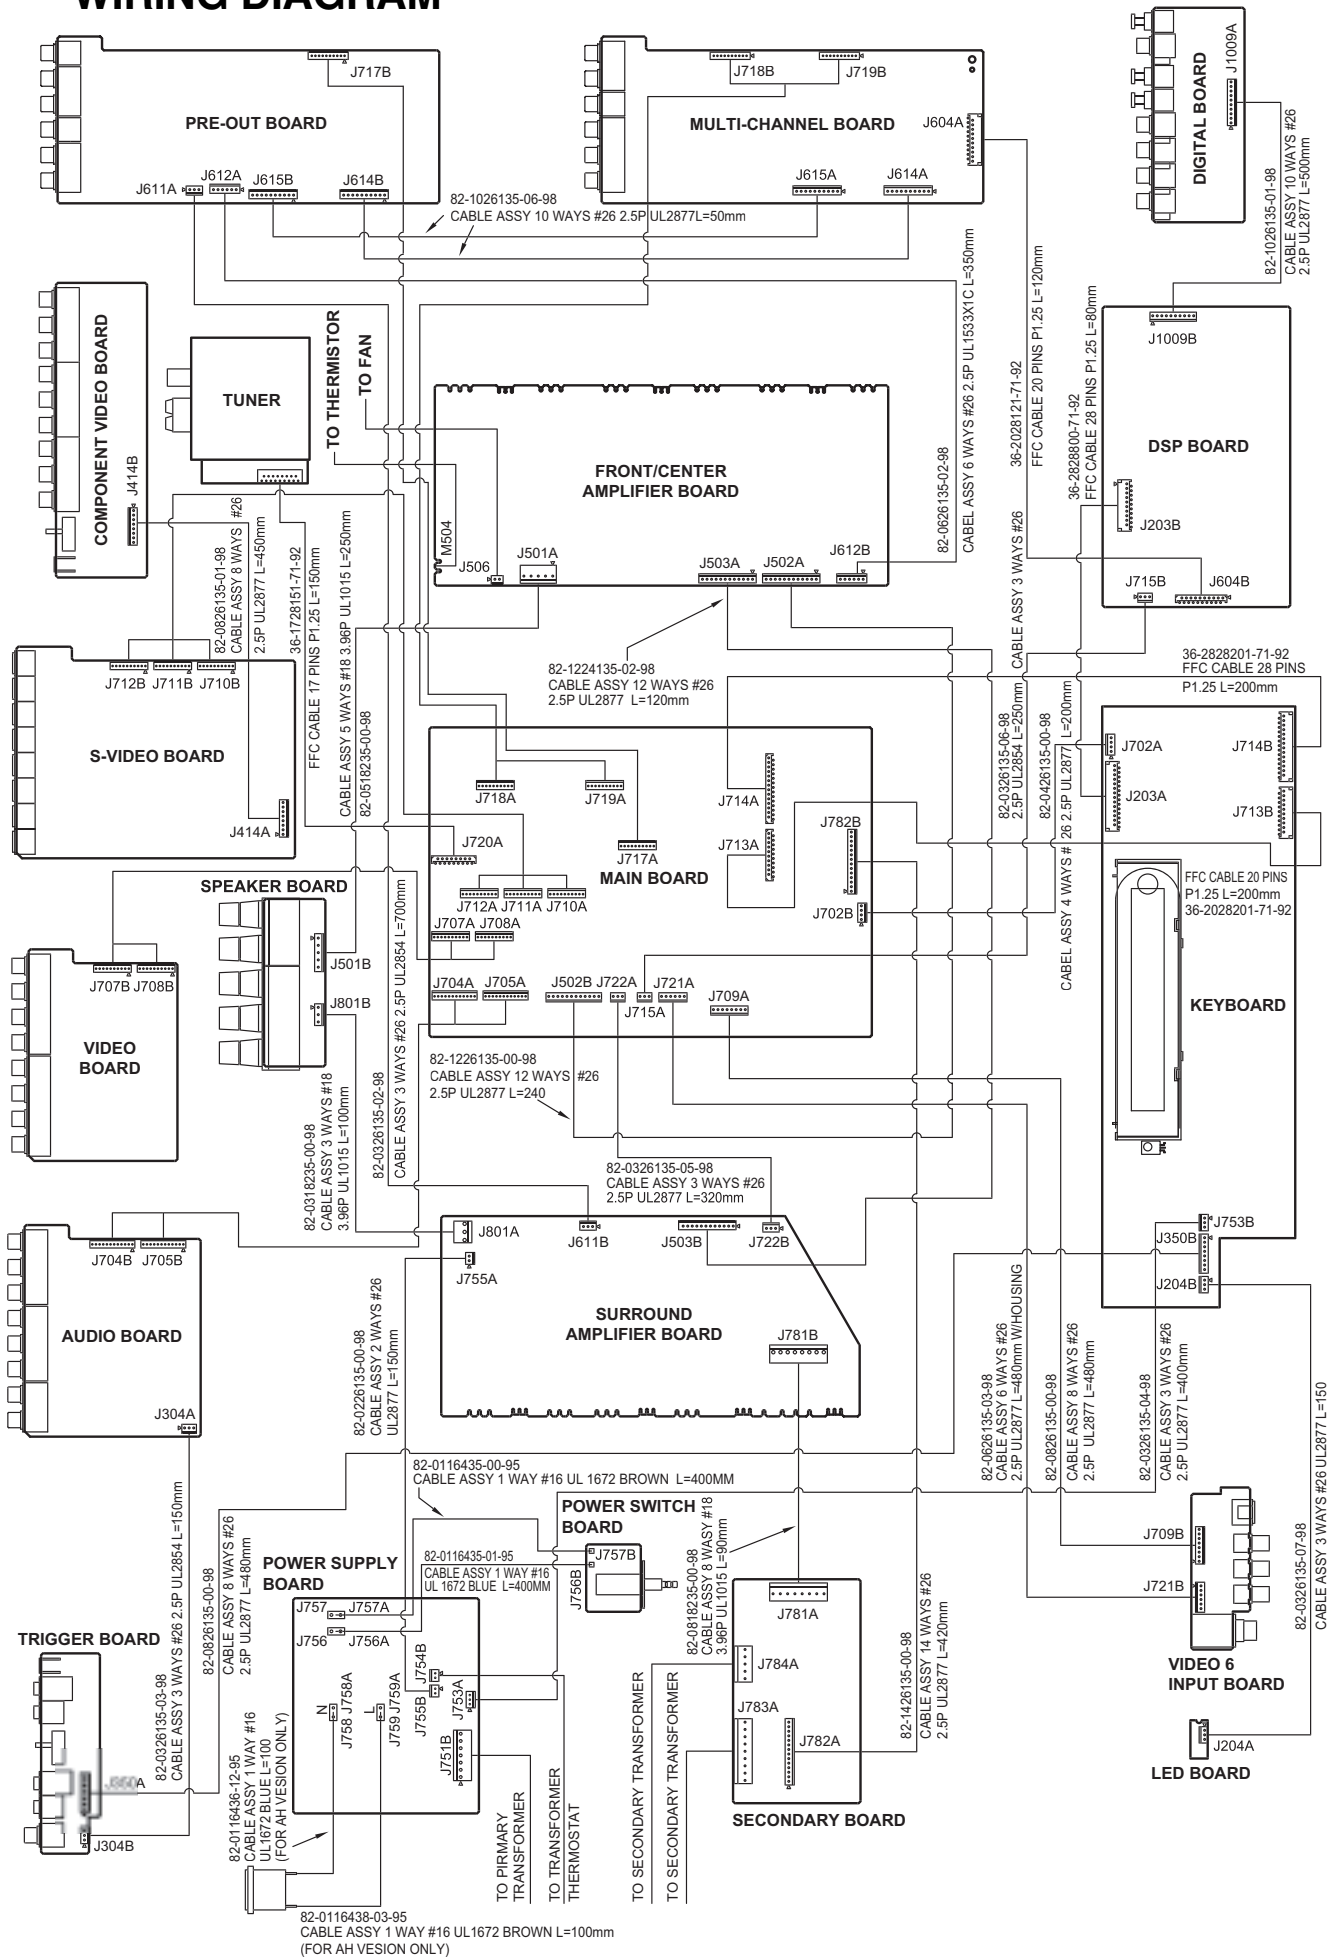 WIRING DIAGRAM
J717B
PRE-OUT BOARD
J611A
J612A
J615B
J614B
J718B
J719B
MULTI-CHANNEL BOARD
J604A
J615A
J614A
DIGITAL BOARD
J1009A
82-1026135-06-98
CABLE ASSY 10 WAYS #26 2.5P UL2877L=50mm
82-1026135-01-98
CABLE ASSY 10 WAYS #26
2.5P UL2877 L=500mm
COMPONENT VIDEO BOARD
J414B
TUNER
TO THERMISTOR
TO FAN
FRONT/CENTER
AMPLIFIER BOARD
M504
J506
J501A
J503A
J502A
J612B
82-0626135-02-98
CABEL ASSY 6 WAYS #26 2.5P UL1533X1C L=350mm
36-2028121-71-92
FFC CABLE 20 PINS P1.25 L=120mm
36-2828800-71-92
FFC CABLE 28 PINS P1.25 L=80mm
J1009B
DSP BOARD
J203B
J715B
J604B
82-0826135-01-98
CABLE ASSY 8 WAYS #26
2.5P UL2877 L=450mm
36-1728151-71-92
FFC CABLE 17 PINS P1.25 L=150mm
CABLE ASSY 5 WAYS #18 3.96P UL1015 L=250mm
82-0518235-00-98
J712B
J711B
J710B
S-VIDEO BOARD
J414A
82-1224135-02-98
CABLE ASSY 12 WAYS #26
2.5P UL2877 L=120mm
82-0326135-06-98 CABLE ASSY 3 WAYS #26
2.5P UL2854 L=250mm
82-0426135-00-98
CABEL ASSY 4 WAYS # 26 2.5P UL2877 L=200mm
36-2828201-71-92
FFC CABLE 28 PINS
P1.25 L=200mm
J718A
J719A
J720A
J717A
J714A
J713A
J782B
MAIN BOARD
J712A
J711A
J710A
J707A
J708A
J702B
J704A
J705A
J502B
J722A
J715A
J721A
J709A
J702A
J714B
J203A
J713B
FFC CABLE 20 PINS
P1.25 L=200mm
36-2028201-71-92
KEYBOARD
J753B
J350B
J204B
SPEAKER BOARD
J501B
J801B
J707B
J708B
VIDEO
BOARD
82-0318235-00-98
CABLE ASSY 3 WAYS #18
3.96P UL1015 L=100mm
82-0326135-02-98
CABLE ASSY 3 WAYS #26 2.5P UL2854 L=700mm
82-1226135-00-98
CABLE ASSY 12 WAYS #26
2.5P UL2877 L=240
82-0326135-05-98
CABLE ASSY 3 WAYS #26
2.5P UL2877 L=320mm
J704B
J705B
AUDIO BOARD
J304A
J801A
J755A
J611B
J503B
J722B
SURROUND
AMPLIFIER BOARD
J781B
82-0226135-00-98
CABLE ASSY 2 WAYS #26
UL2877 L=150mm
82-0626135-03-98
CABLE ASSY 6 WAYS #26
2.5P UL2877 L=480mm W/HOUSING
82-0826135-00-98
CABLE ASSY 8 WAYS #26
2.5P UL2877 L=480mm
82-0326135-04-98
CABLE ASSY 3 WAYS #26
2.5P UL2877 L=400mm
82-0326135-07-98
CABLE ASSY 3 WAYS #26 UL2877 L=150
82-0116435-00-95
CABLE ASSY 1 WAY #16 UL 1672 BROWN L=400MM
POWER SWITCH
BOARD
J757B
J756B
82-0116435-01-95
CABLE ASSY 1 WAY #16
UL 1672 BLUE L=400MM
POWER SUPPLY
BOARD
J757
J757A
J756
J756A
N
J758 J758A
L
J759 J759A
J754B
J755B
J753A
J751B
82-0818235-00-98
CABLE ASSY 8 WASY #18
3.96P UL1015 L=90mm
J781A
J784A
J783A
J782A
SECONDARY BOARD
82-1426135-00-98
CABLE ASSY 14 WAYS #26
2.5P UL2877 L=420mm
J709B
J721B
VIDEO 6
INPUT BOARD
J204A
LED BOARD
TRIGGER BOARD
J350A
J304B
82-0326135-03-98
CABLE ASSY 3 WAYS #26 2.5P UL2854 L=150mm
82-0826135-00-98
CABLE ASSY 8 WAYS #26
2.5P UL2877 L=480mm
82-0116436-12-95
CABLE ASSY 1 WAY #16
UL1672 BLUE L=100
(FOR AH VESION ONLY)
TO PIRMARY
TRANSFORMER
TO TRANSFORMER
THERMOSTAT
TO SECONDARY TRANSFORMER
TO SECONDARY TRANSFORMER
82-0116438-03-95
CABLE ASSY 1 WAY #16 UL1672 BROWN L=100mm
(FOR AH VESION ONLY)